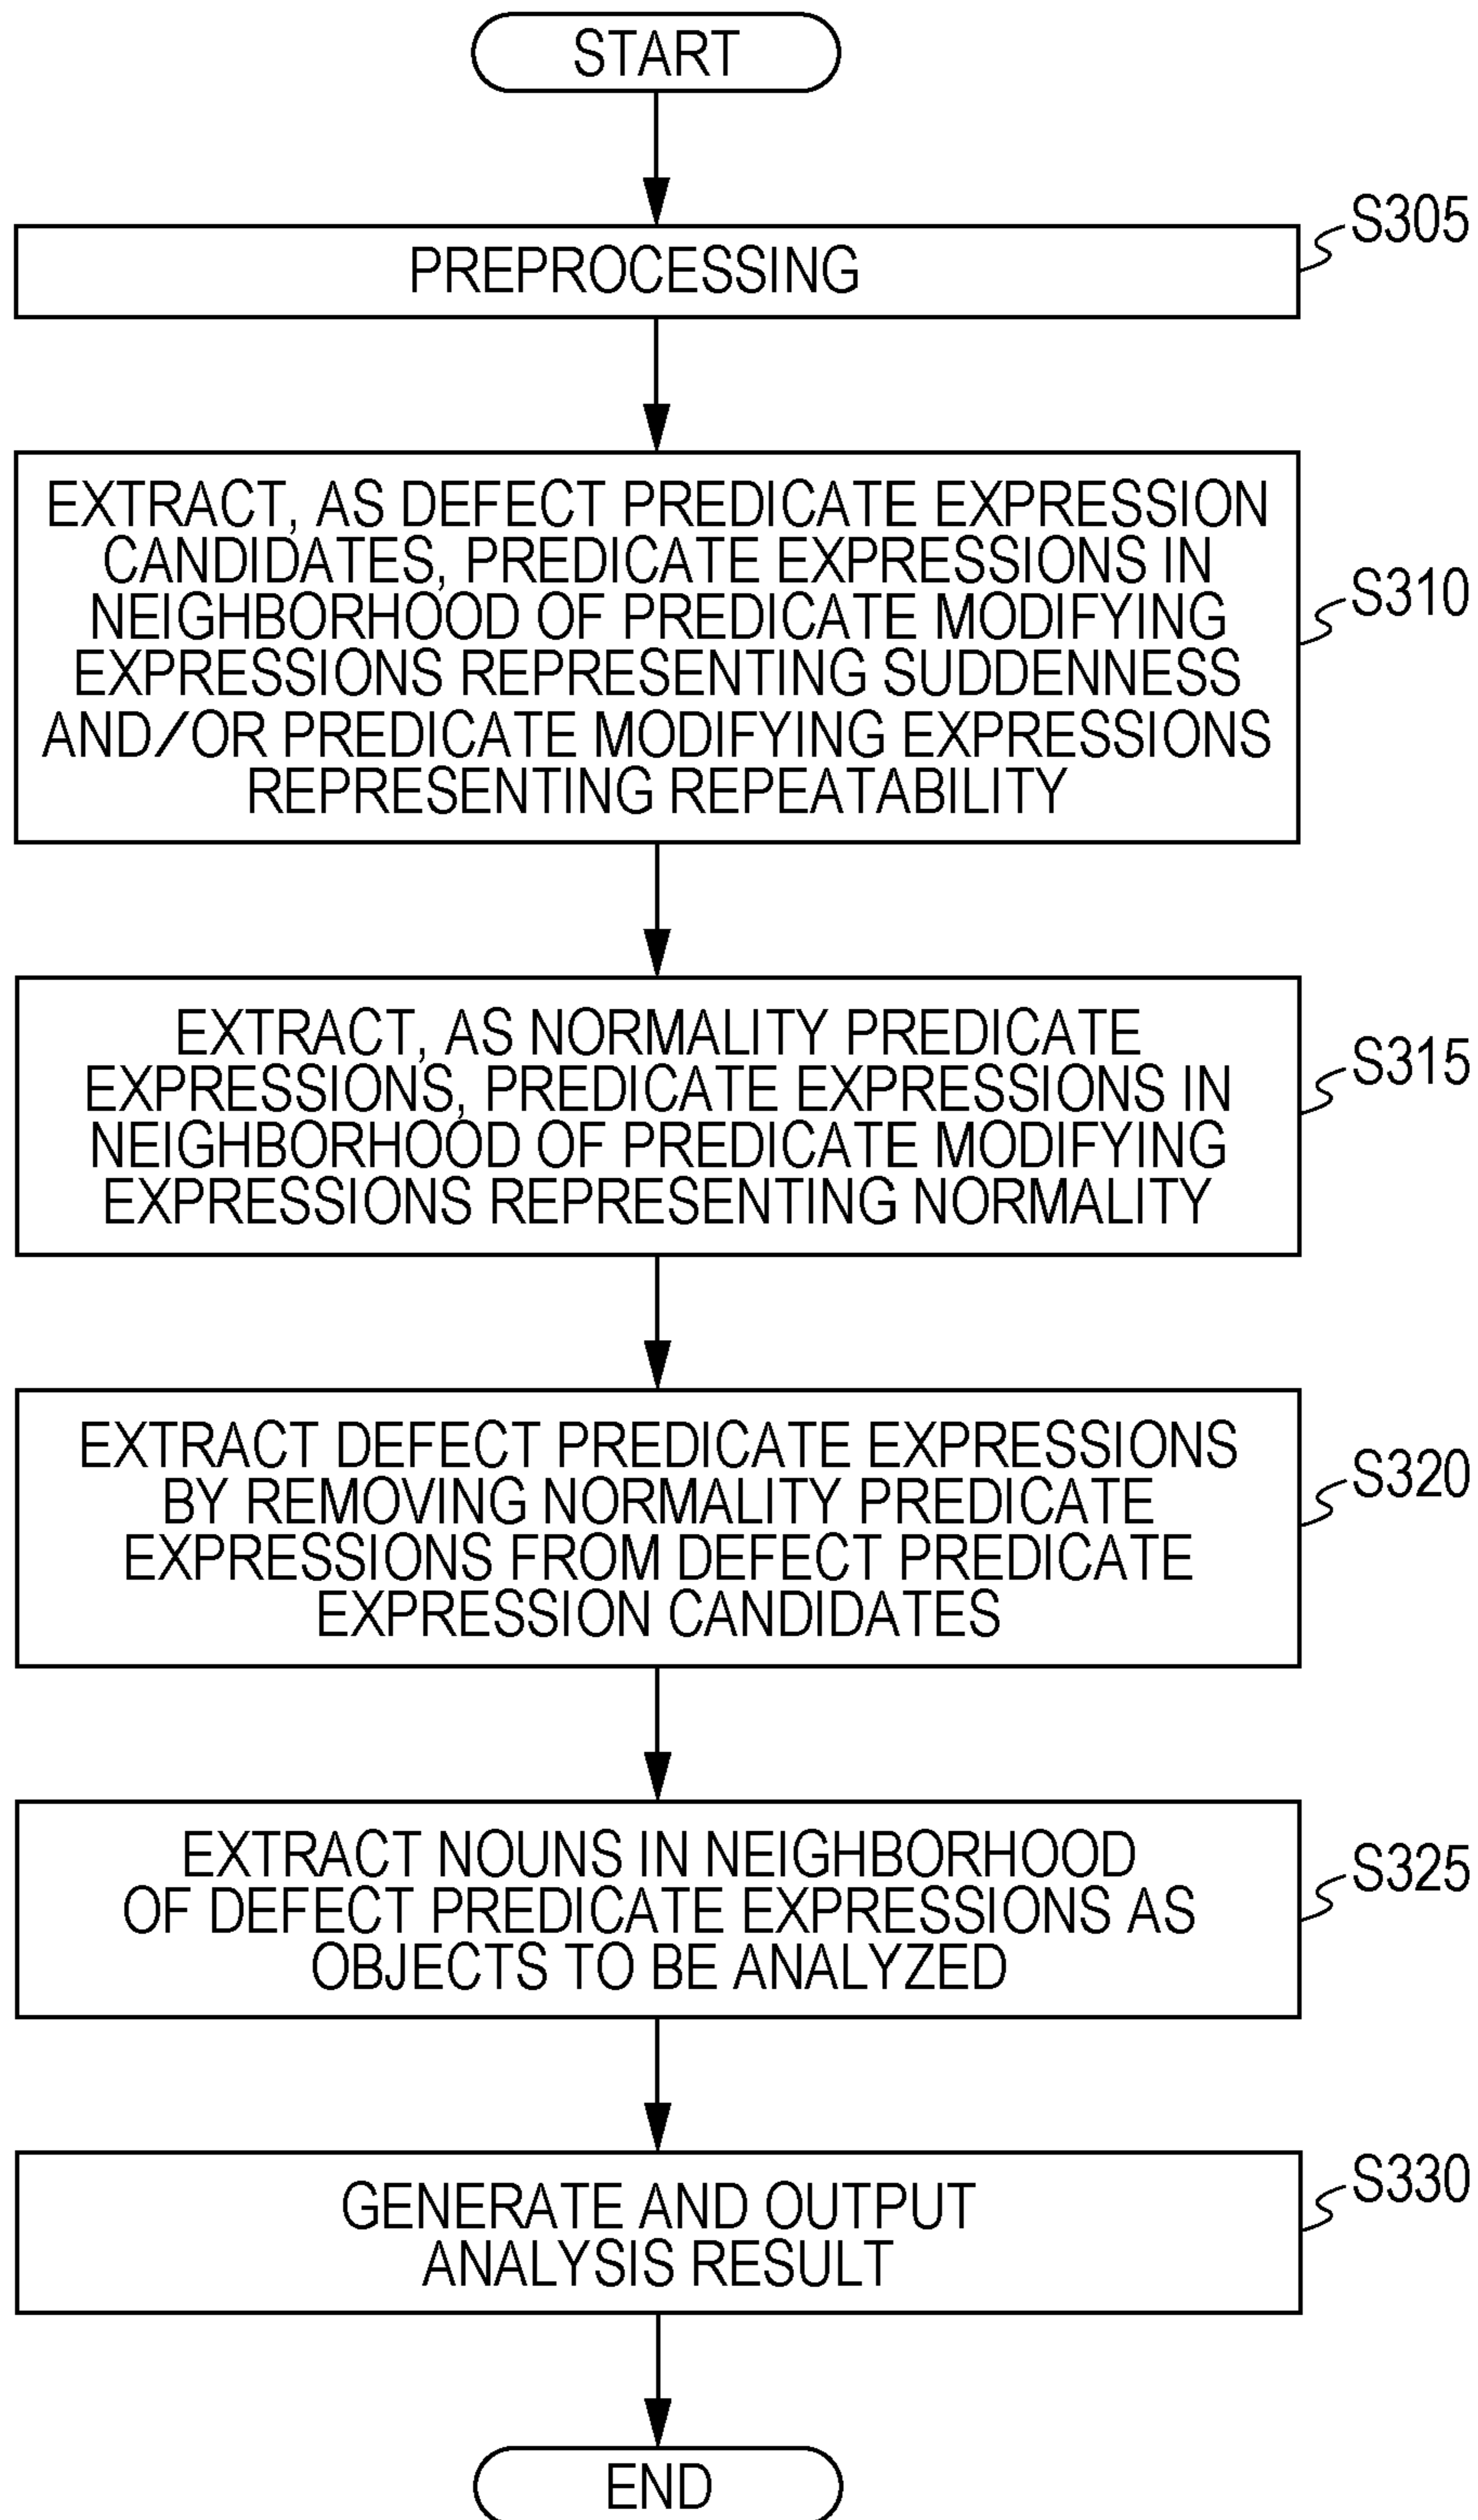 START
S305
PREPROCESSING
EXTRACT, AS DEFECT PREDICATE EXPRESSION
CANDIDATES, PREDICATE EXPRESSIONS IN
NEIGHBORHOOD OF PREDICATE MODIFYING
EXPRESSIONS REPRESENTING SUDDENNESS
AND/OR PREDICATE MODIFYING EXPRESSIONS
REPRESENTING REPEATABILITY
S310
EXTRACT, AS NORMALITY PREDICATE
EXPRESSIONS, PREDICATE EXPRESSIONS IN
NEIGHBORHOOD OF PREDICATE MODIFYING
EXPRESSIONS REPRESENTING NORMALITY
S315
EXTRACT DEFECT PREDICATE EXPRESSIONS
BY REMOVING NORMALITY PREDICATE
EXPRESSIONS FROM DEFECT PREDICATE
EXPRESSION CANDIDATES
S320
EXTRACT NOUNS IN NEIGHBORHOOD
OF DEFECT PREDICATE EXPRESSIONS AS
OBJECTS TO BE ANALYZED
S325
GENERATE AND OUTPUT
ANALYSIS RESULT
S330
END